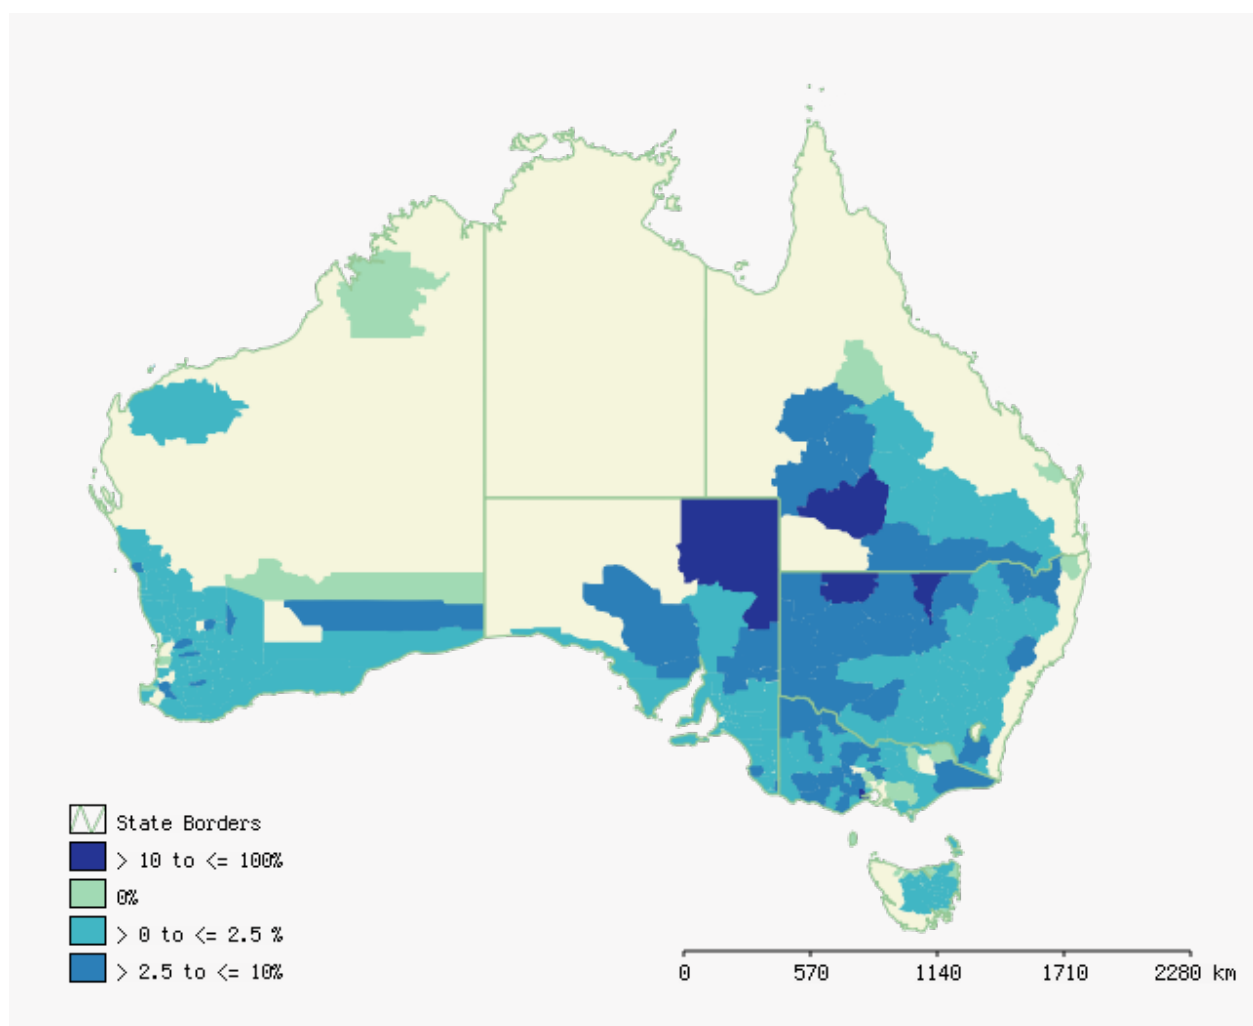 State Borders
> 10 to <= 100%
0%
> 0 to <= 2.5 %
> 2.5 to <= 10%
0 570 1140 1710 2280 km